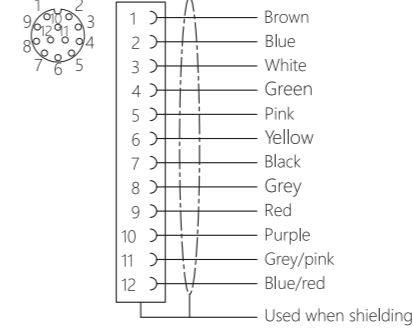 1 2
9 10 3
12 11
8 4
7 6 5
1 Brown
2 Blue
3 White
4 Green
5 Pink
6 Yellow
7 Black
8 Grey
9 Red
10 Purple
11 Grey/pink
12 Blue/red
Used when shielding